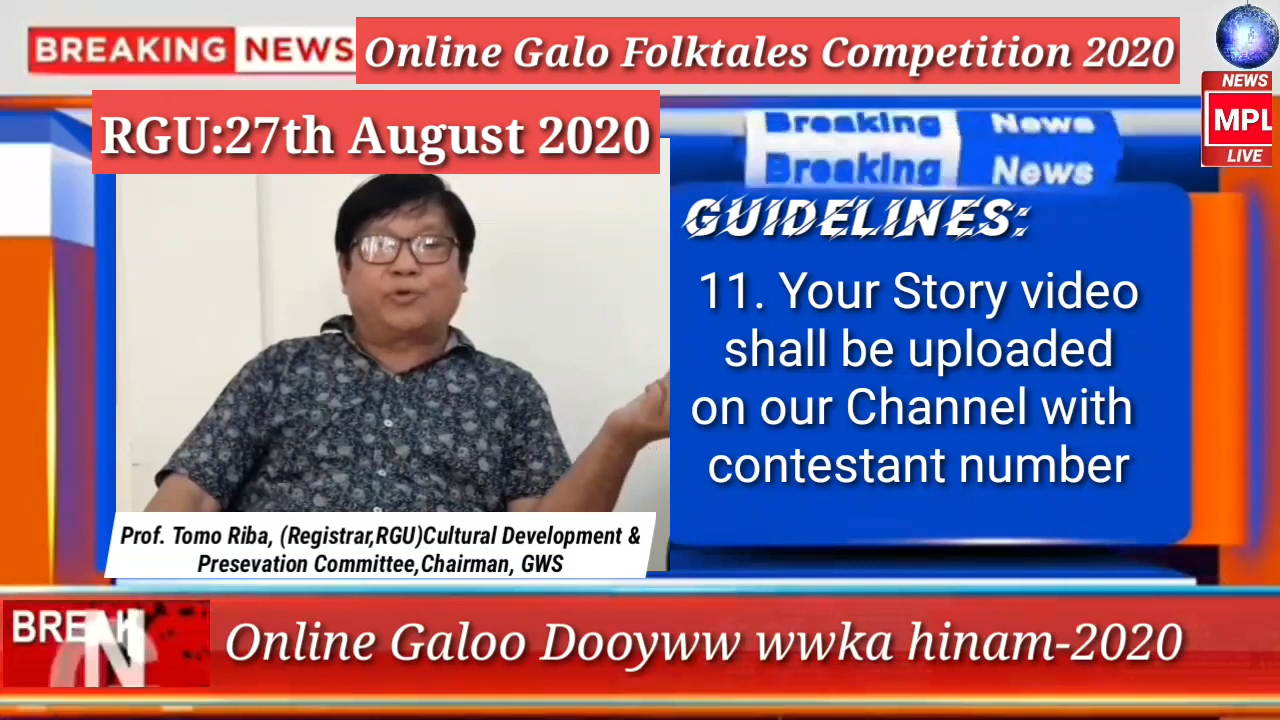 BREAKING NEWS
Online Galo Folktales Competition 2020
NEWS
MPL
LIVE
RGU:27th August 2020
Breaking News
Breaking News
GUIDELINES:
11. Your Story video
shall be uploaded
on our Channel with
contestant number
Prof. Tomo Riba, (Registrar,RGU)Cultural Development &
Presevation Committee,Chairman, GWS
BREAK
N
Online Galoo Dooyww wwka hinam-2020